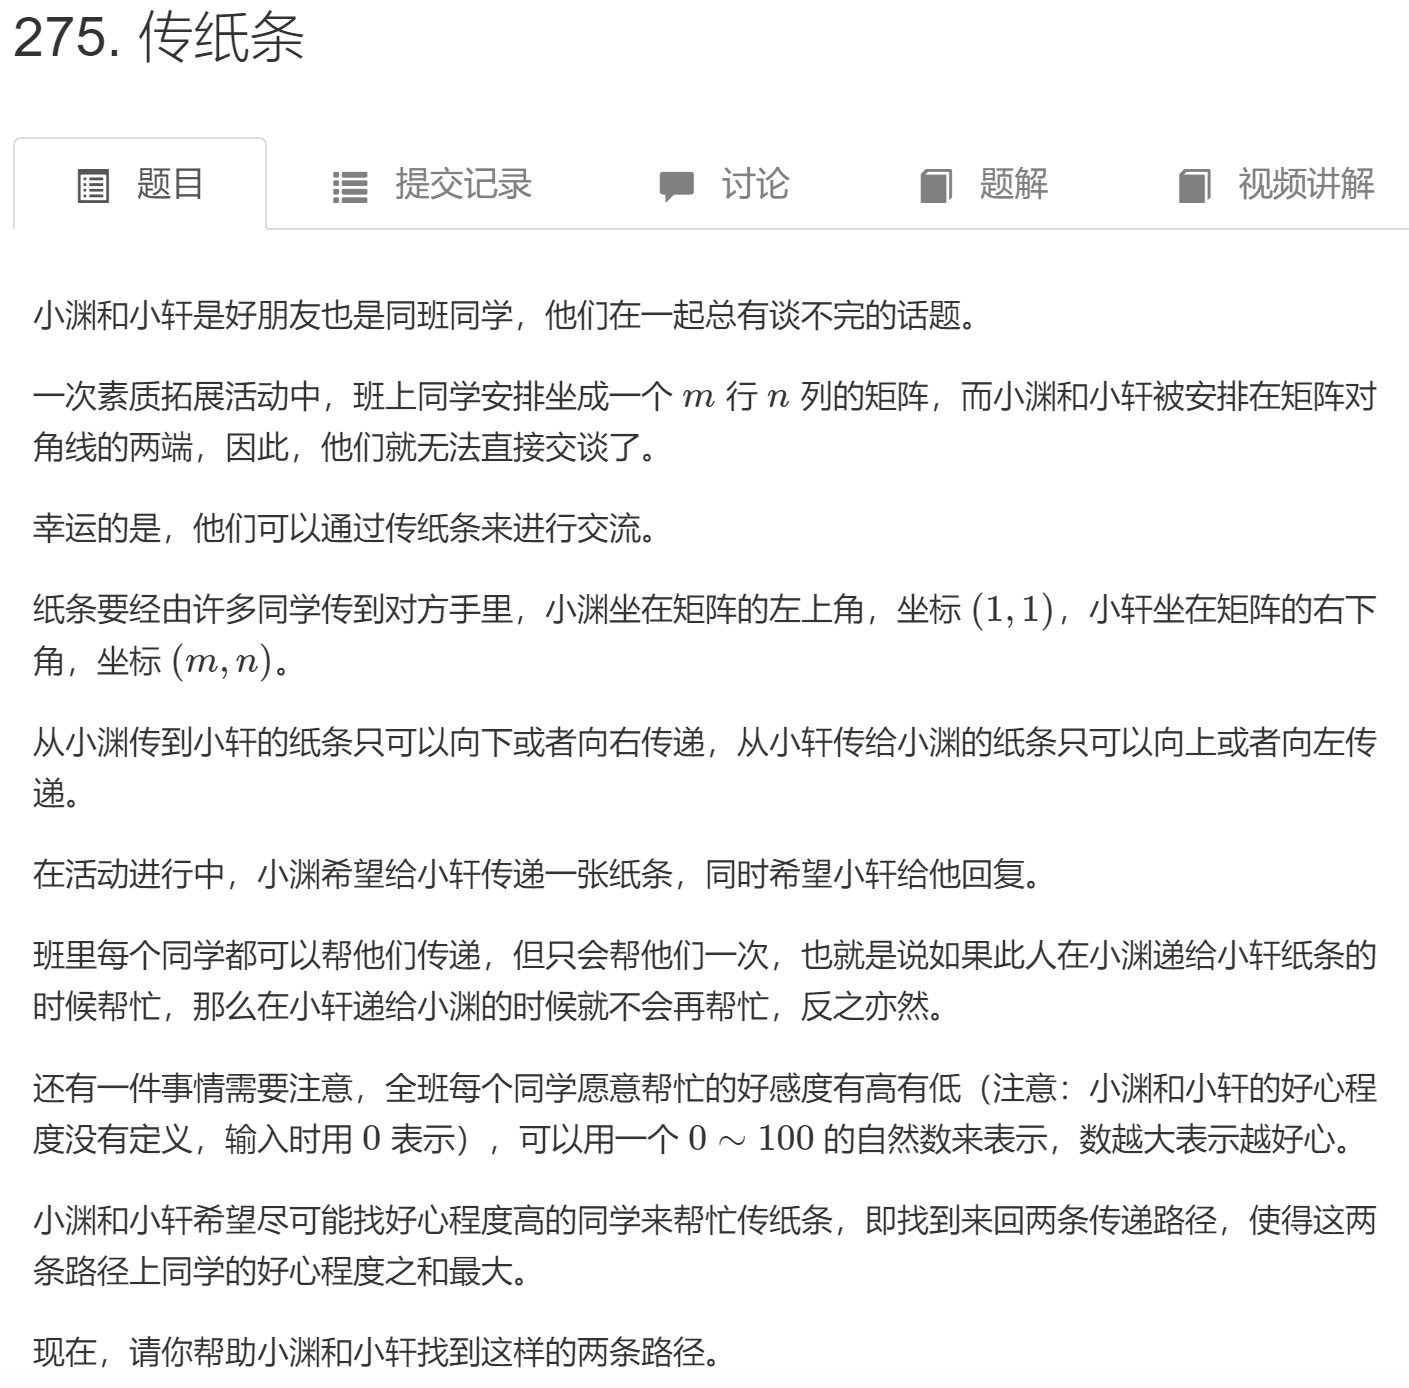 275. 传纸条
题目 提交记录 讨论 题解 视频讲解
小渊和小轩是好朋友也是同班同学，他们在一起总有谈不完的话题。
一次素质拓展活动中，班上同学安排坐成一个 m 行 n 列的矩阵，而小渊和小轩被安排在矩阵对
角线的两端，因此，他们就无法直接交谈了。
幸运的是，他们可以通过传纸条来进行交流。
纸条要经由许多同学传到对方手里，小渊坐在矩阵的左上角，坐标 (1,1)，小轩坐在矩阵的右下
角，坐标 (m,n)。
从小渊传到小轩的纸条只可以向下或者向右传递，从小轩传给小渊的纸条只可以向上或者向左传
递。
在活动进行中，小渊希望给小轩传递一张纸条，同时希望小轩给他回复。
班里每个同学都可以帮他们传递，但只会帮他们一次，也就是说如果此人在小渊递给小轩纸条的
时候帮忙，那么在小轩递给小渊的时候就不会再帮忙，反之亦然。
还有一件事情需要注意，全班每个同学愿意帮忙的好感度有高有低（注意：小渊和小轩的好心程
度没有定义，输入时用 0 表示），可以用一个 0 ∼ 100 的自然数来表示，数越大表示越好心。
小渊和小轩希望尽可能找好心程度高的同学来帮忙传纸条，即找到来回两条传递路径，使得这两
条路径上同学的好心程度之和最大。
现在，请你帮助小渊和小轩找到这样的两条路径。